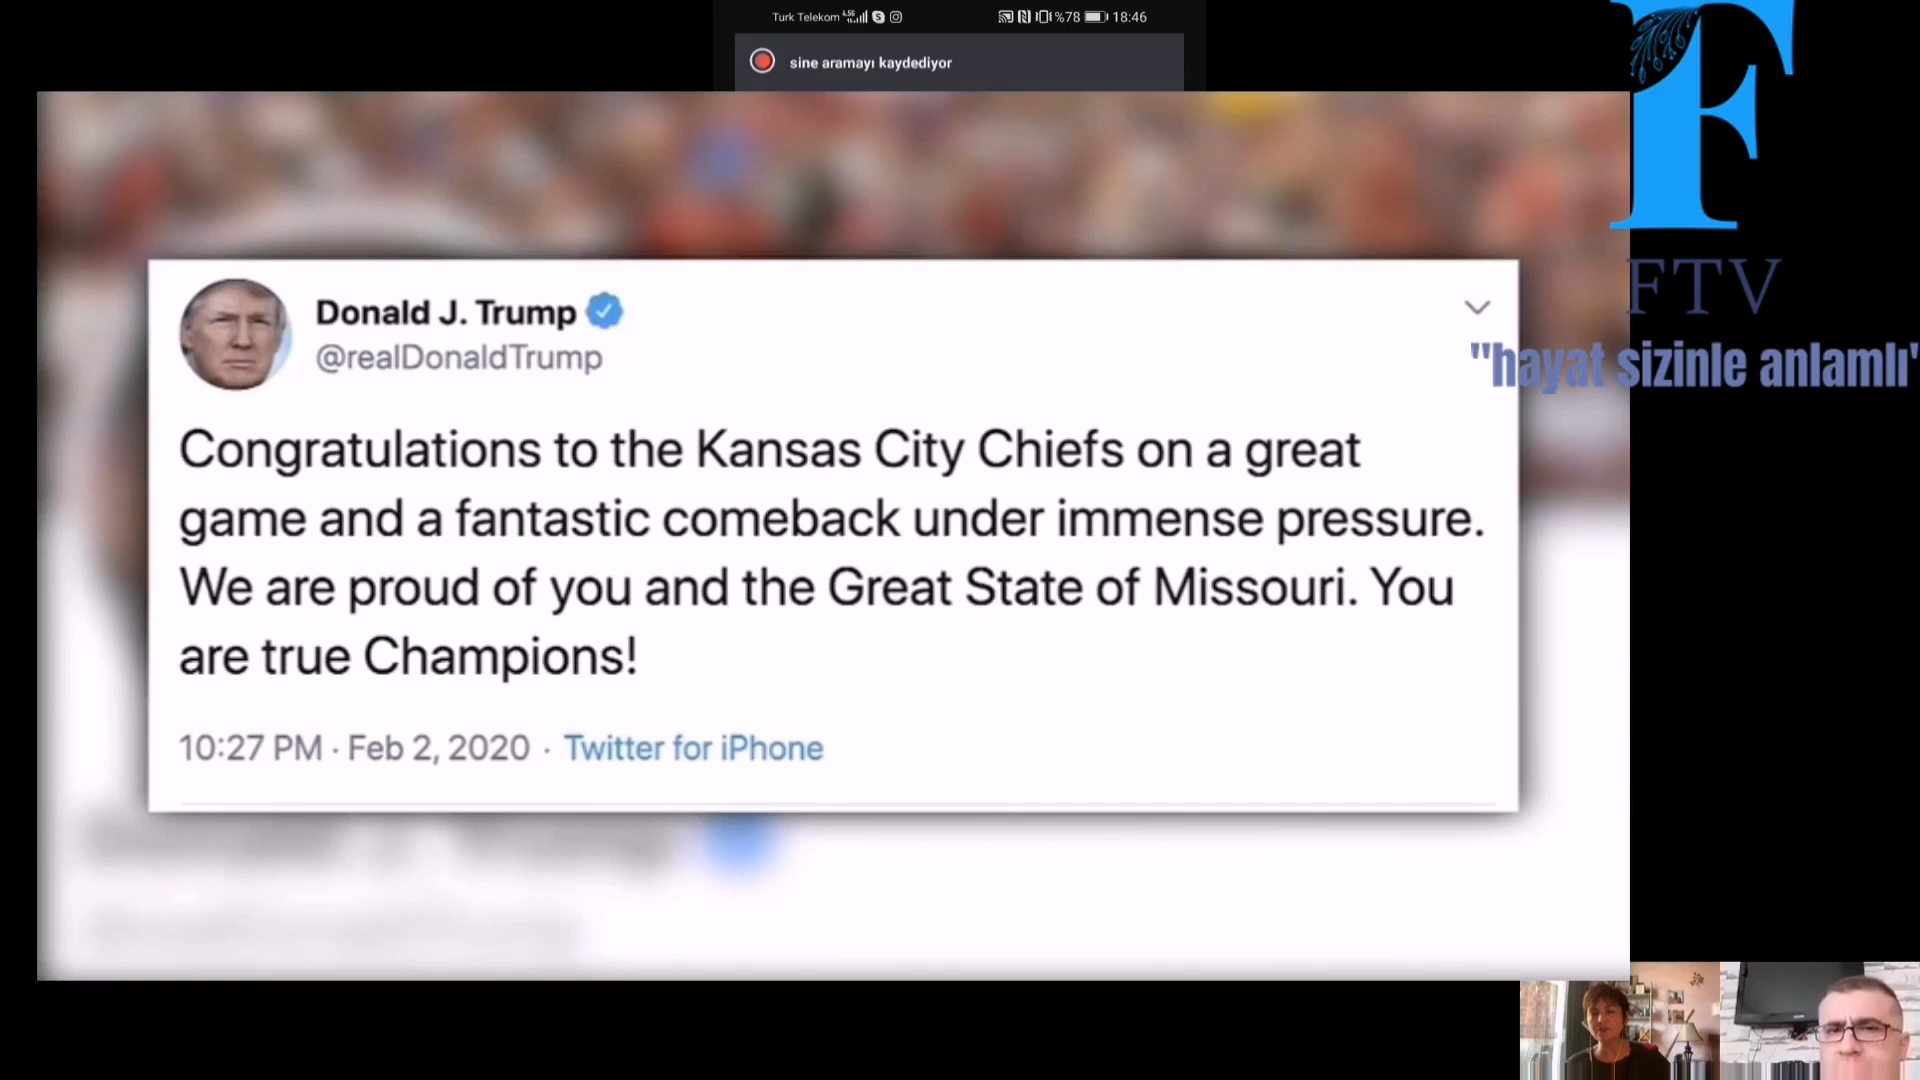 Turk Telekom 4.5G %78 18:46
sine aramayı kaydediyor
F
FTV
"hayat sizinle anlamlı"
Donald J. Trump
@realDonaldTrump
Congratulations to the Kansas City Chiefs on a great
game and a fantastic comeback under immense pressure.
We are proud of you and the Great State of Missouri. You
are true Champions!
10:27 PM · Feb 2, 2020 · Twitter for iPhone